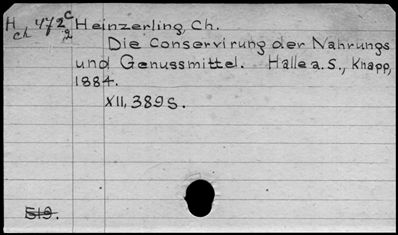 H 472 c Heinzerling, Ch.
ch 2
Die Conservirung der Nahrungs
und Genussmittel. Halle a. S., Knapp,
1884.
XII, 389 S.
519.